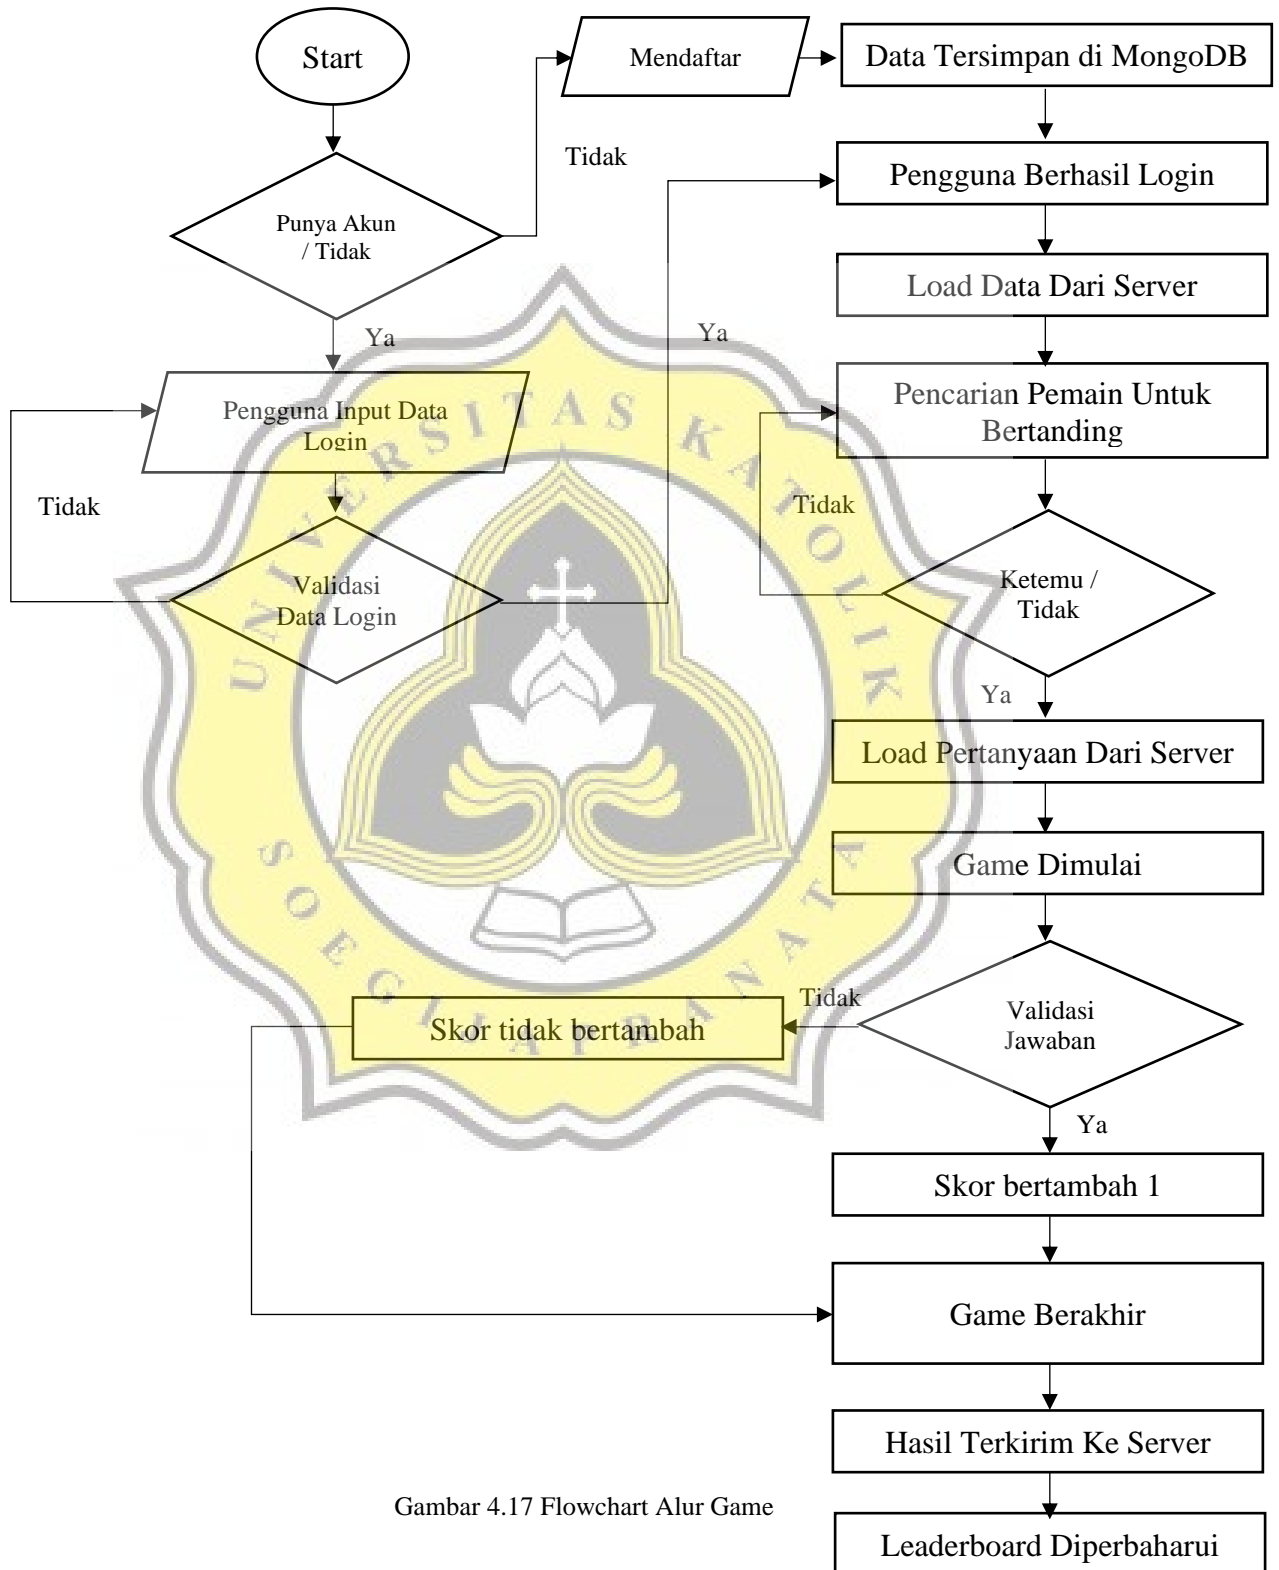 Start
Mendaftar
Data Tersimpan di MongoDB
Tidak
Pengguna Berhasil Login
Punya Akun
/ Tidak
Load Data Dari Server
Ya
Ya
Pencarian Pemain Untuk
Bertanding
Pengguna Input Data
Login
Tidak
Tidak
Validasi
Data Login
Ketemu /
Tidak
Ya
Load Pertanyaan Dari Server
Game Dimulai
Tidak
Validasi
Jawaban
Skor tidak bertambah
Ya
Skor bertambah 1
Game Berakhir
Hasil Terkirim Ke Server
Gambar 4.17 Flowchart Alur Game
Leaderboard Diperbaharui
UNIVERSITAS KATOLIK
SOEGIJAPRANATA